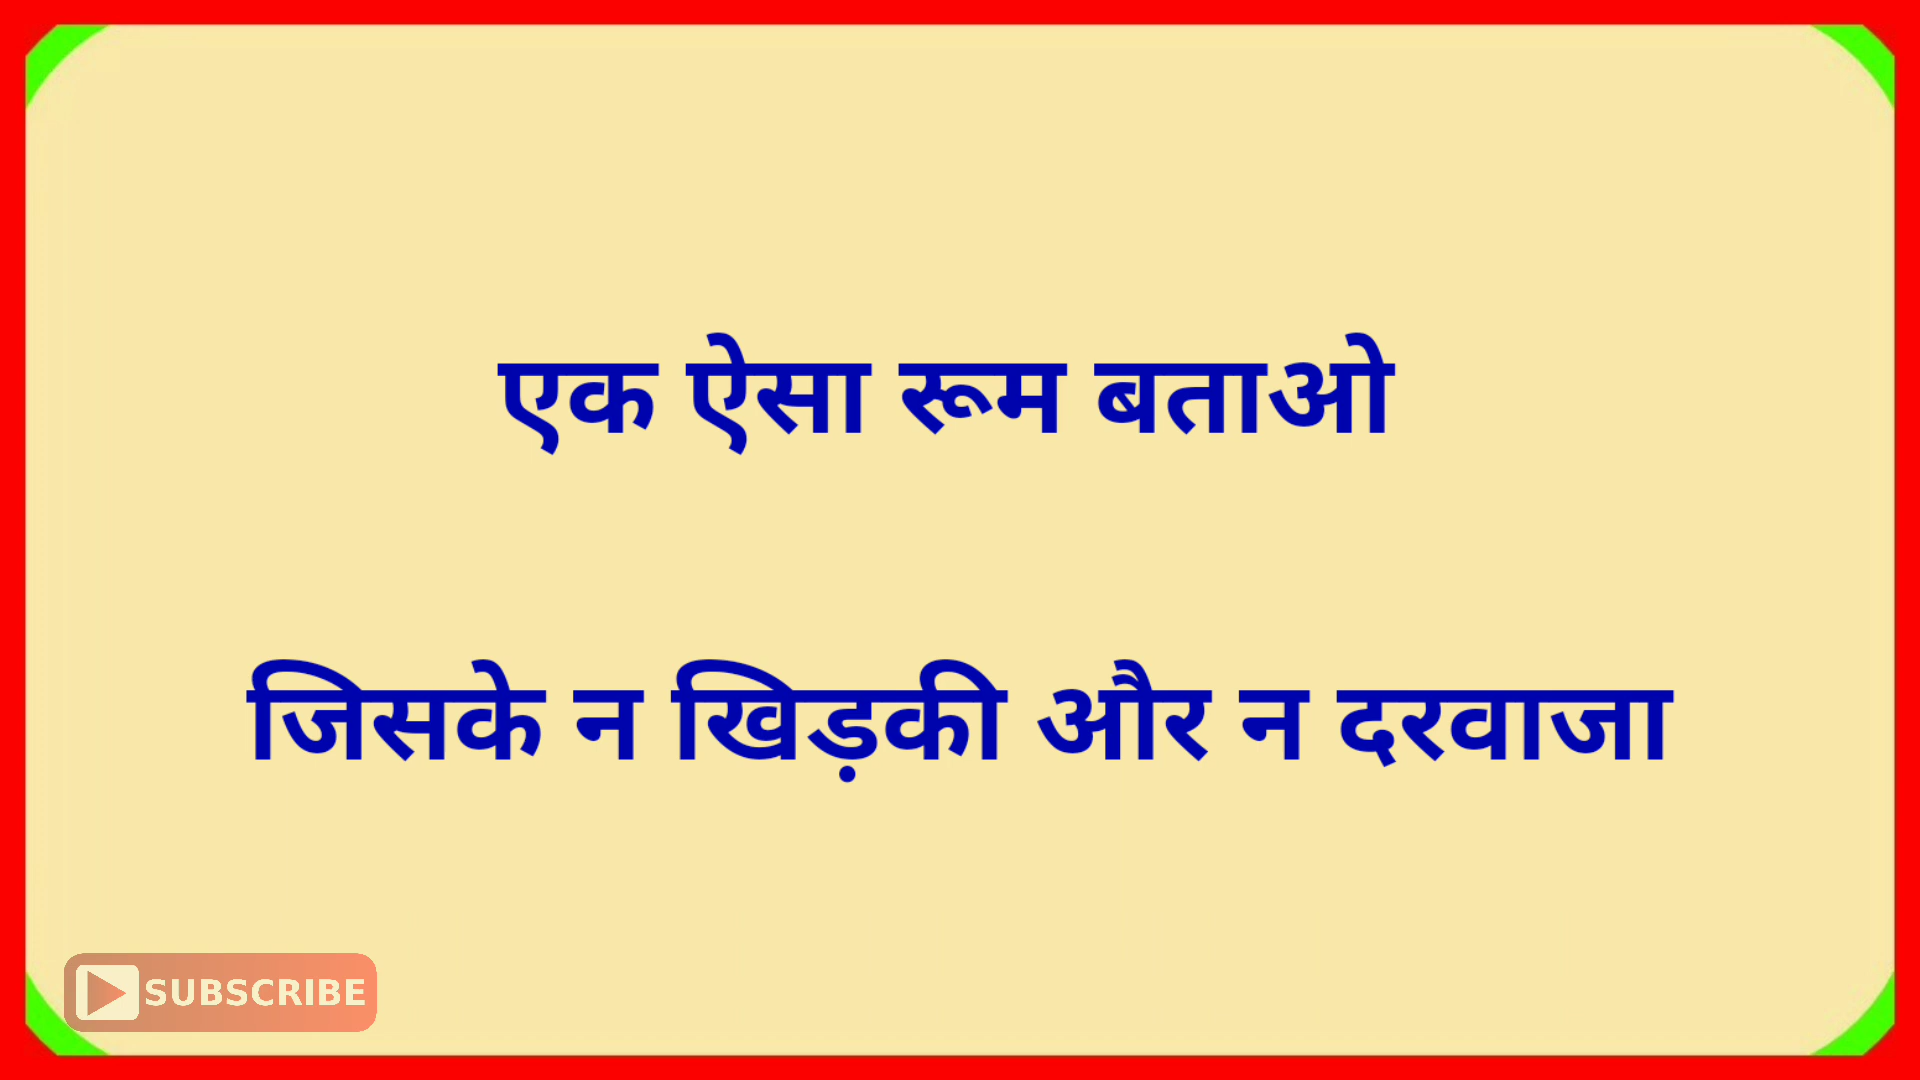 एक ऐसा रूम बताओ
जिसके न खिड़की और न दरवाजा
SUBSCRIBE